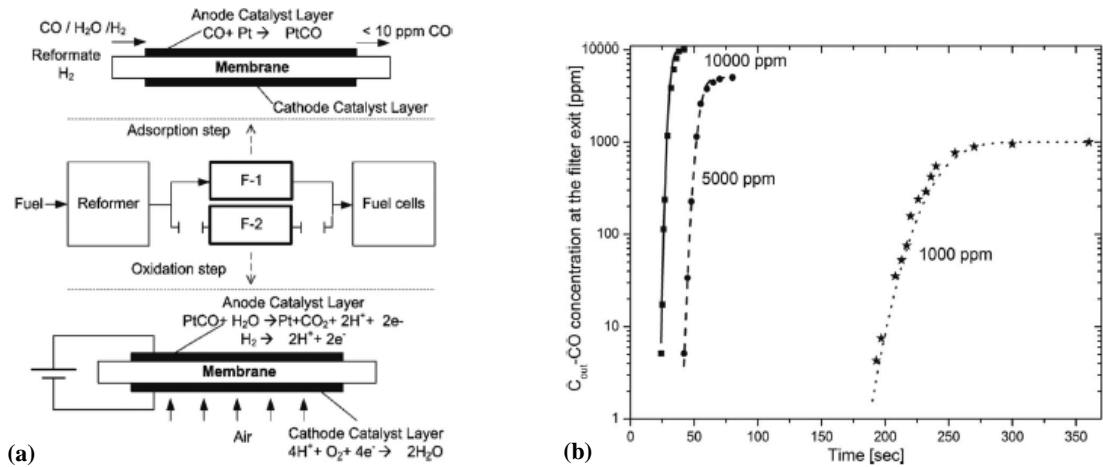 Anode Catalyst Layer
CO / H₂O /H₂
CO+ Pt → PtCO
< 10 ppm CO
Reformate
H₂
Membrane
Cathode Catalyst Layer
Adsorption step
F-1
Fuel
Reformer
Fuel cells
F-2
Oxidation step
Anode Catalyst Layer
PtCO+ H₂O →Pt+CO₂ + 2H⁺+ 2e-
H₂ → 2H⁺+ 2e⁻
Membrane
Air
Cathode Catalyst Layer
4H⁺+ O₂+ 4e⁻→ 2H₂O
(a)
C_out-CO concentration at the filter exit [ppm]
10000
1000
100
10
1
10000 ppm
5000 ppm
1000 ppm
0 50 100 150 200 250 300 350
Time [sec]
(b)